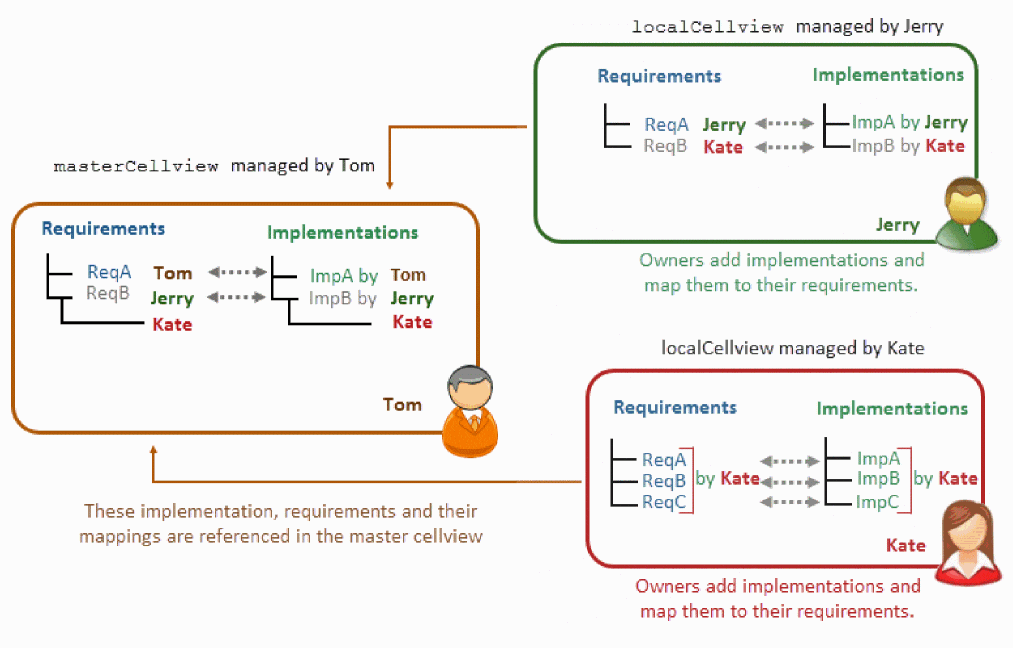 localCellview managed by Jerry
Requirements Implementations
ReqA Jerry ImpA by Jerry
ReqB Kate ImpB by Kate
Jerry
Owners add implementations and
map them to their requirements.
masterCellview managed by Tom
Requirements Implementations
ReqA Tom ImpA by Tom
ReqB Jerry ImpB by Jerry
Kate Kate
Tom
These implementation, requirements and their
mappings are referenced in the master cellview
localCellview managed by Kate
Requirements Implementations
ReqA ImpA
ReqB by Kate ImpB by Kate
ReqC ImpC
Kate
Owners add implementations and
map them to their requirements.